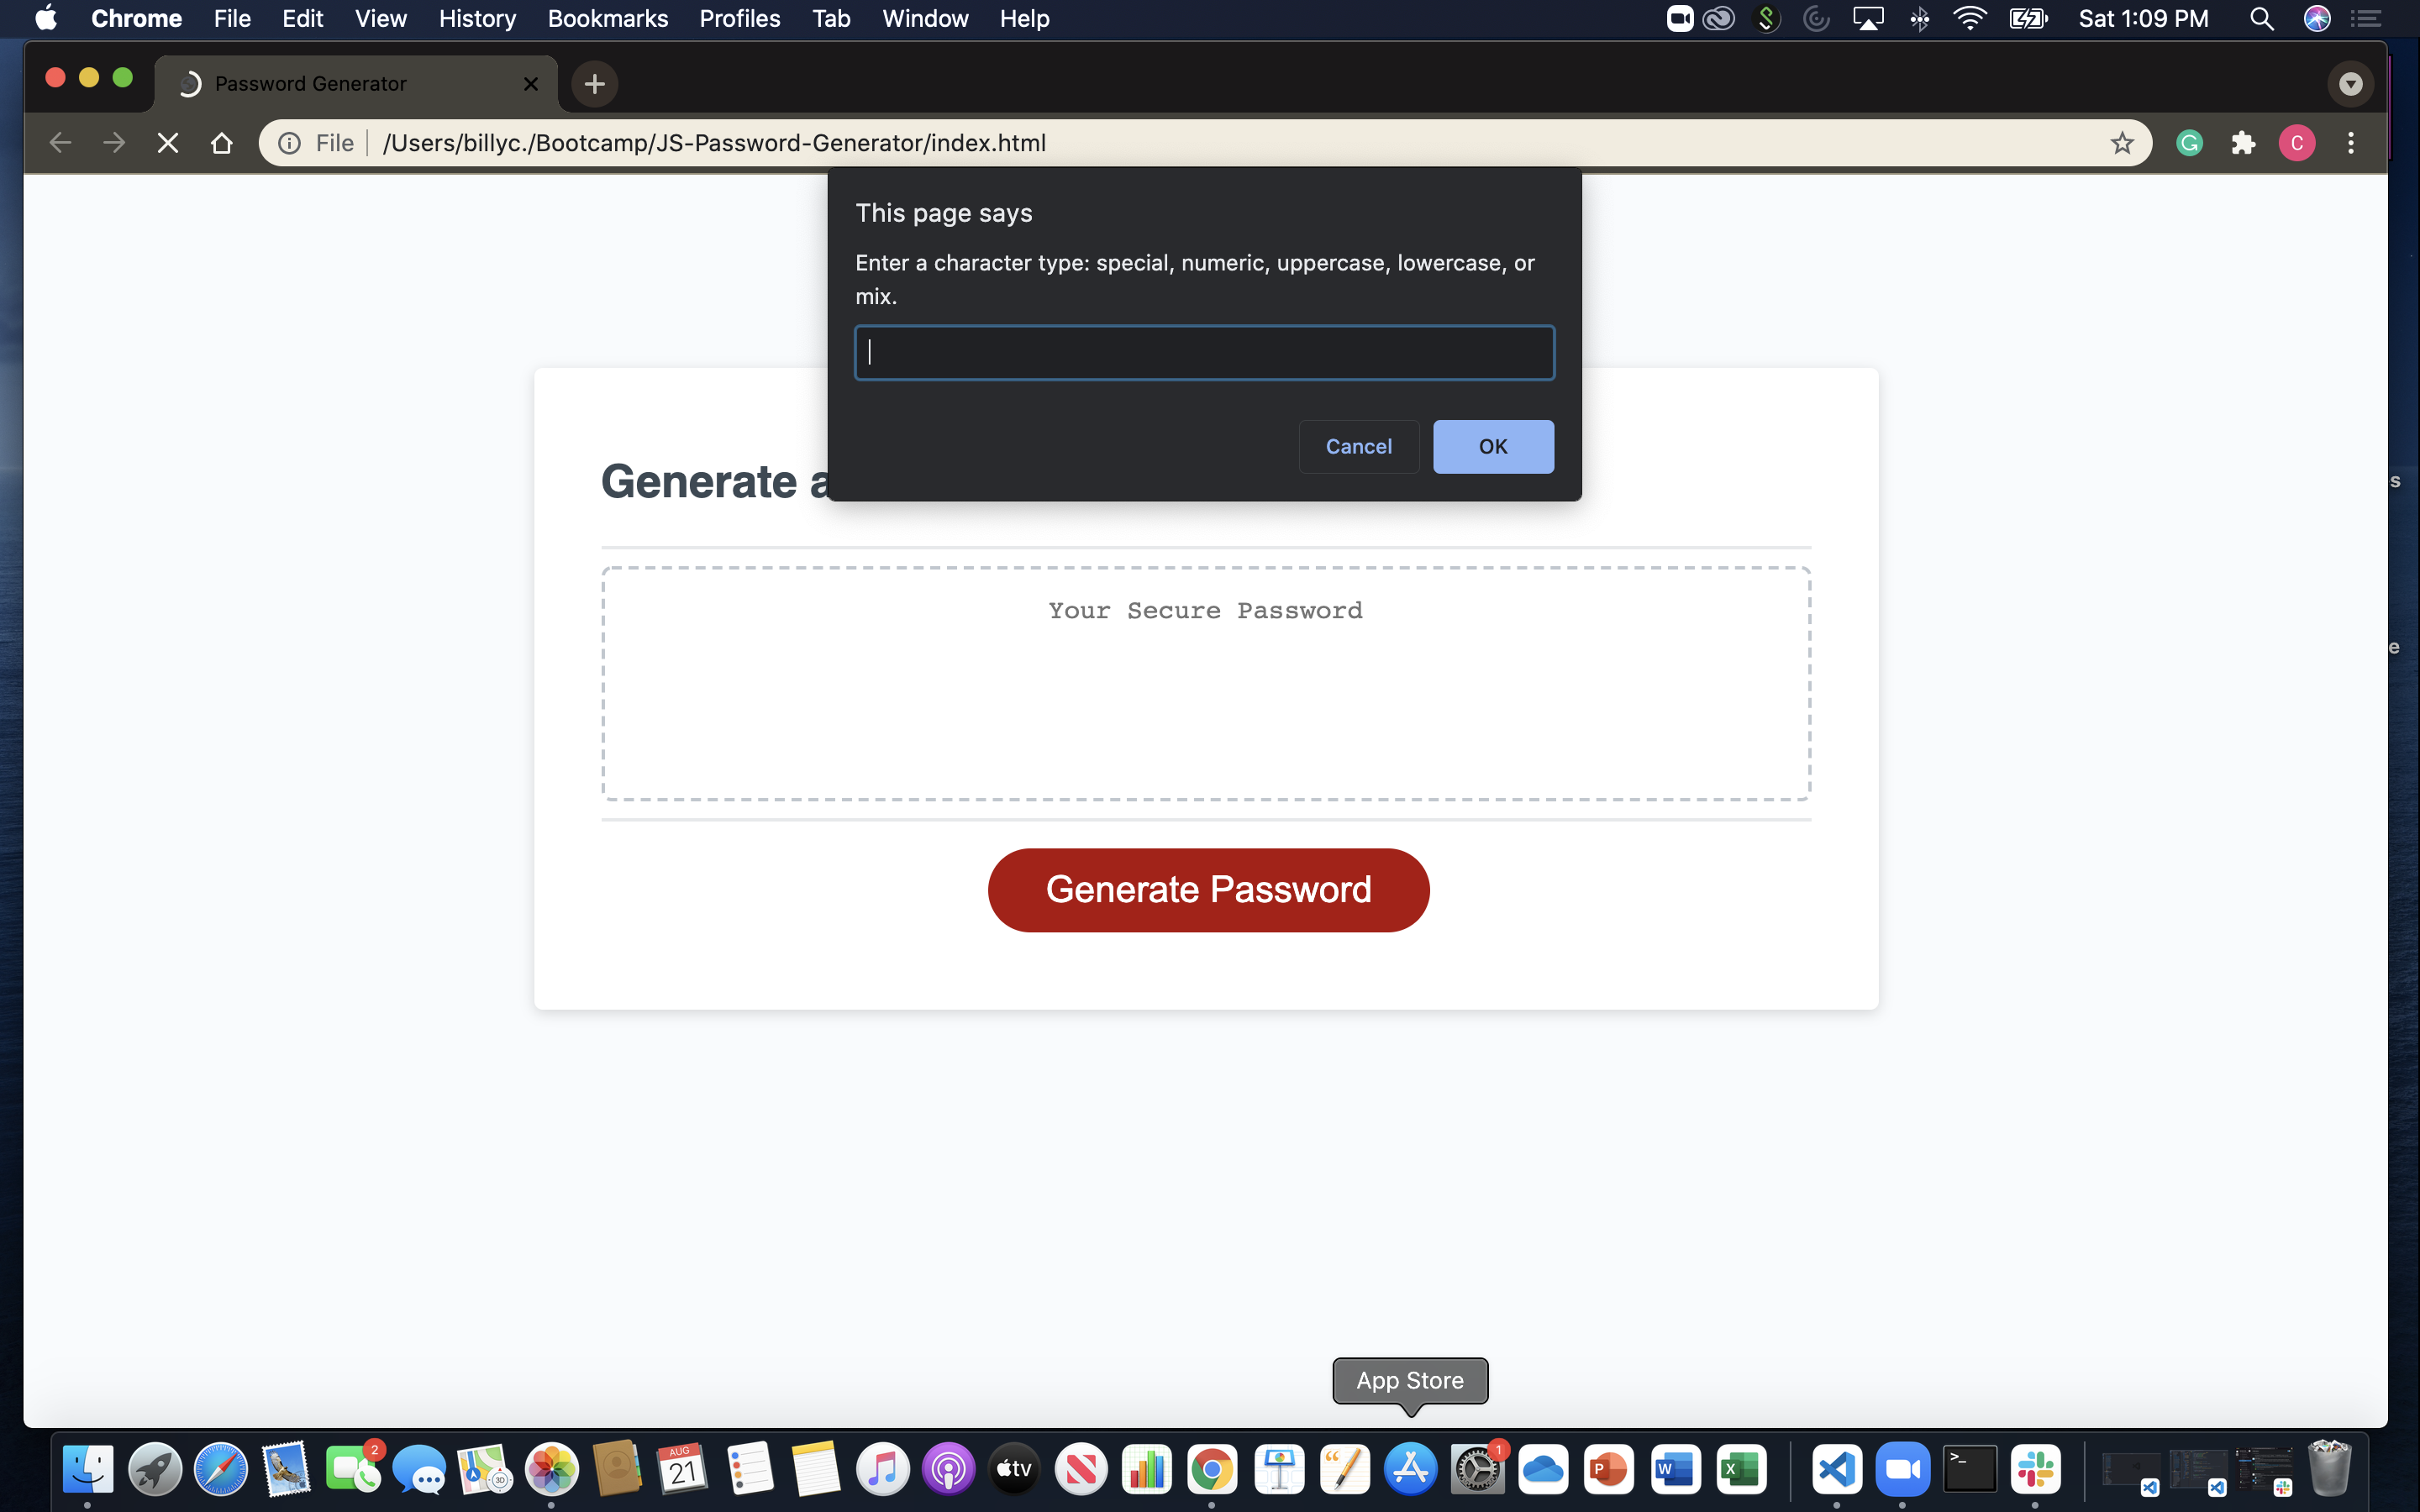 Chrome File Edit View History Bookmarks Profiles Tab Window Help Sat 1:09 PM
Password Generator
File /Users/billyc./Bootcamp/JS-Password-Generator/index.html C
This page says
Enter a character type: special, numeric, uppercase, lowercase, or
mix.
Cancel OK
Generate a
s
Your Secure Password
e
Generate Password
App Store
2
AUG
21
tv
1
3D
P
W
X